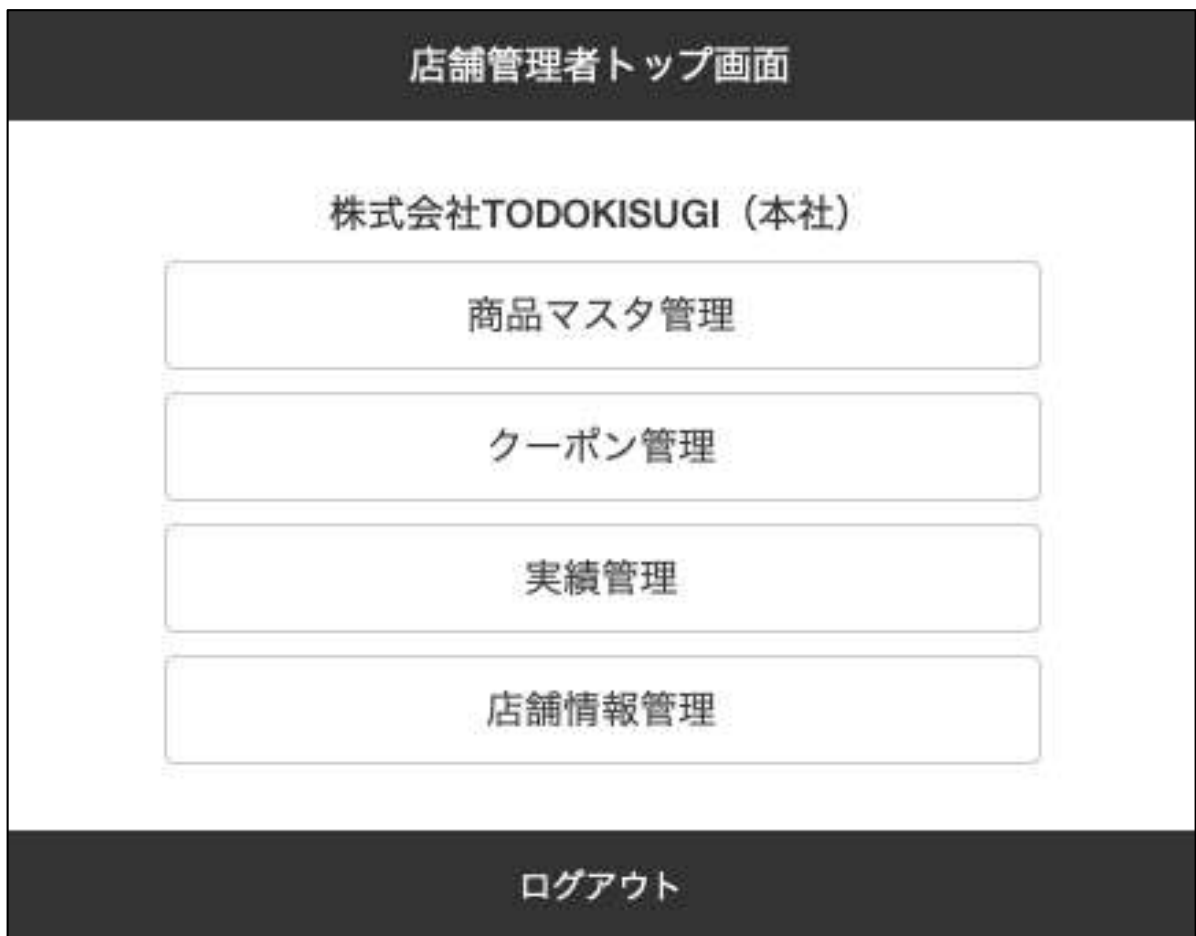 店舗管理者トップ画面
株式会社TODOKISUGI（本社）
商品マスタ管理
クーポン管理
実績管理
店舗情報管理
ログアウト